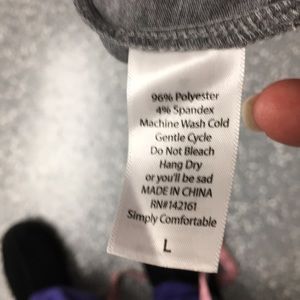 96% Polyester
4% Spandex
Machine Wash Cold
Gentle Cycle
Do Not Bleach
Hang Dry
or you'll be sad
MADE IN CHINA
RN#142161
Simply Comfortable
L